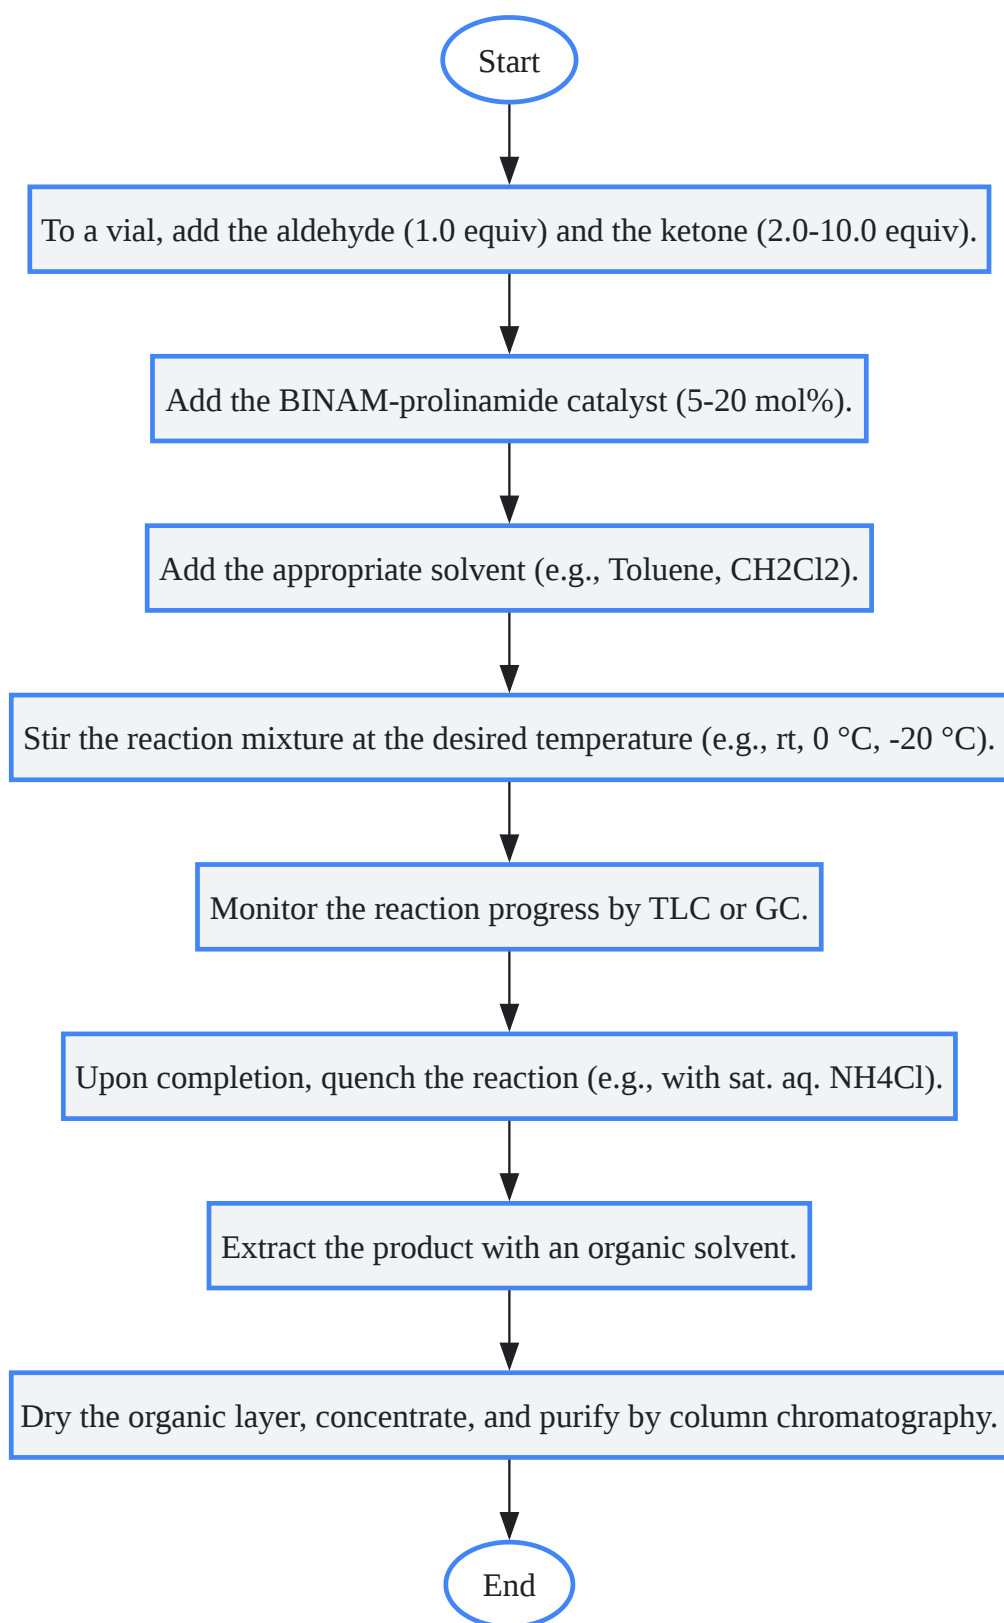 Start
To a vial, add the aldehyde (1.0 equiv) and the ketone (2.0-10.0 equiv).
Add the BINAM-prolinamide catalyst (5-20 mol%).
Add the appropriate solvent (e.g., Toluene, CH2Cl2).
Stir the reaction mixture at the desired temperature (e.g., rt, 0 °C, -20 °C).
Monitor the reaction progress by TLC or GC.
Upon completion, quench the reaction (e.g., with sat. aq. NH4Cl).
Extract the product with an organic solvent.
Dry the organic layer, concentrate, and purify by column chromatography.
End